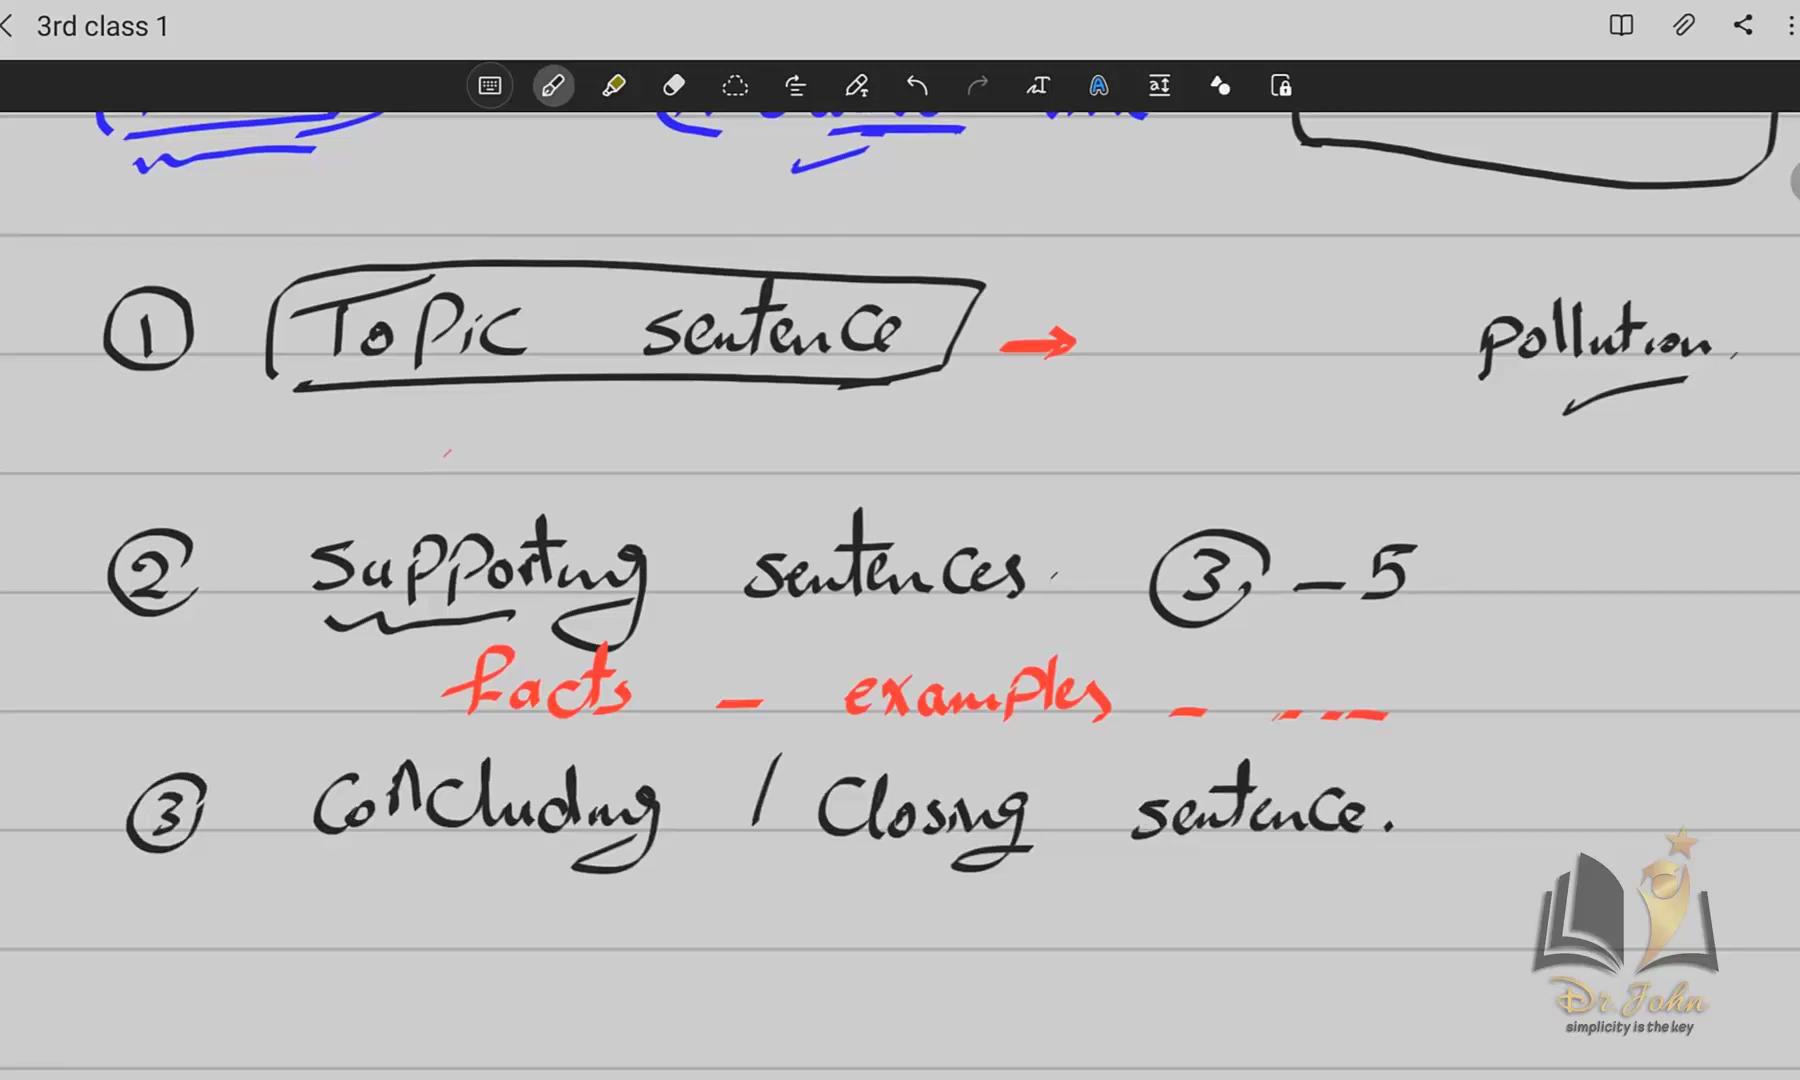 3rd class 1
① Topic sentence → pollution.
② supporting sentences. ③ - 5
facts - examples - ---
③ Concluding / Closing sentence.
Dr. John
simplicity is the key